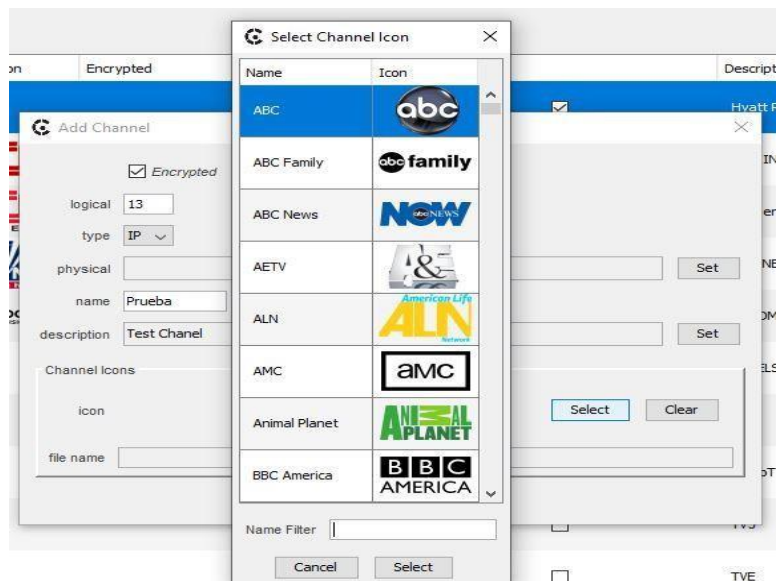 Select Channel Icon
Encrypted
Descript
Name Icon
ABC abc
Hyatt
Add Channel
ABC Family abc family
Encrypted
logical 13
ABC News NOW abc NEWS
type IP
physical
AETV A&E
Set
name Prueba
American Life
ALN ALN
Network
description Test Chanel
Set
Channel Icons
AMC aMC
icon
Select Clear
Animal Planet ANIMAL
PLANET
file name
BBC America BBC
AMERICA
Name Filter
Cancel Select
TVE